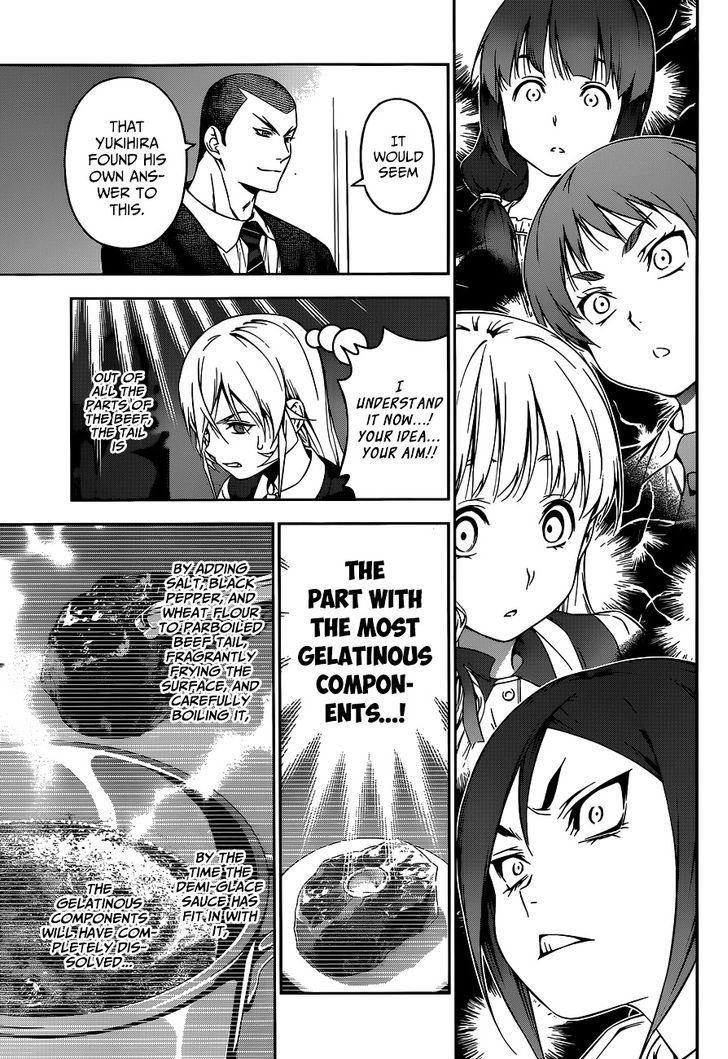 IT
WOULD
SEEM
THAT
YUKIHIRA
FOUND HIS
OWN ANS-
WER TO
THIS.
I
UNDERSTAND
IT NOW...!
YOUR IDEA...
YOUR AIM!!
OUT OF
ALL THE
PARTS OF
THE BEEF,
THE TAIL
IS
THE
PART WITH
THE MOST
GELATINOUS
COMPON-
ENTS...!
BY ADDING
SALT, BLACK
PEPPER, AND
WHEAT FLOUR
TO PARBOILED
BEEF TAIL,
FRAGRANTLY
FRYING THE
SURFACE, AND
CAREFULLY
BOILING IT,
BY THE
TIME THE
DEMI-GLACE
SAUCE HAS
FIT IN WITH
IT,
THE
GELATINOUS
COMPONENTS
WILL HAVE COM-
PLETELY DIS-
SOLVED...